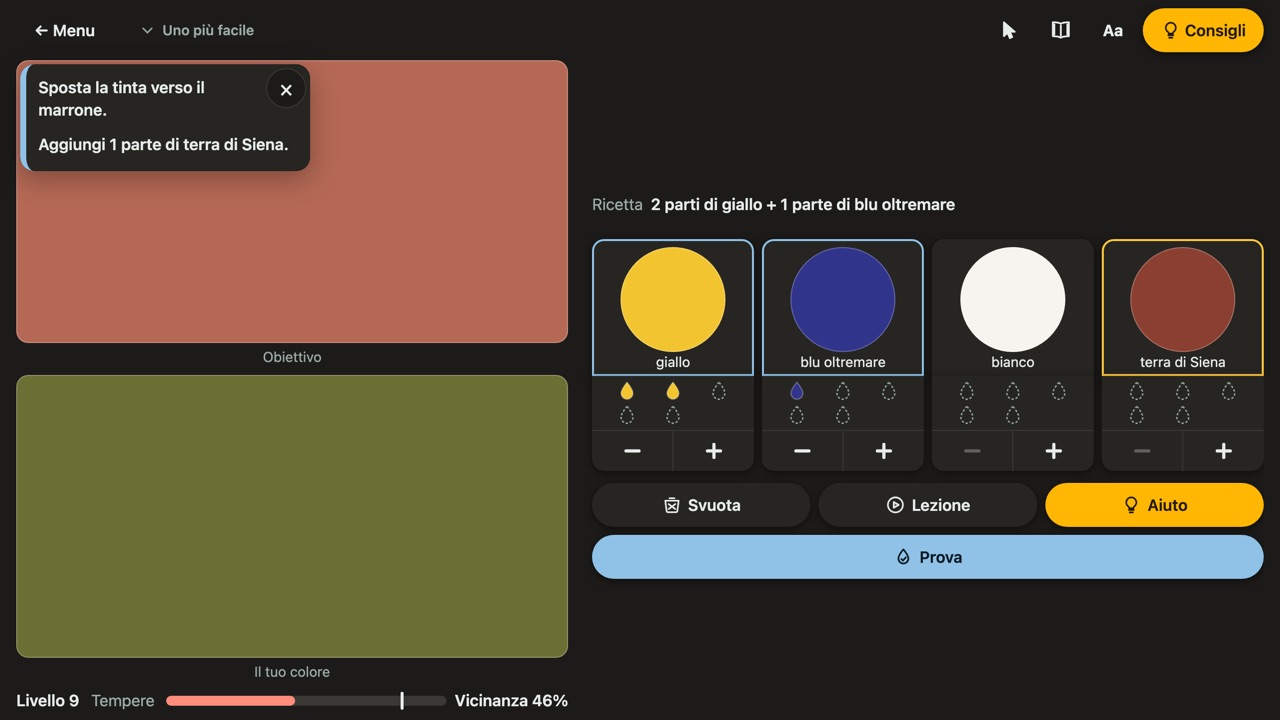 Menu
Uno più facile
Aa
Consigli
Sposta la tinta verso il
marrone.
Aggiungi 1 parte di terra di Siena.
Obiettivo
Ricetta 2 parti di giallo + 1 parte di blu oltremare
giallo
blu oltremare
bianco
terra di Siena
Svuota
Lezione
Aiuto
Prova
Il tuo colore
Livello 9 Tempere Vicinanza 46%